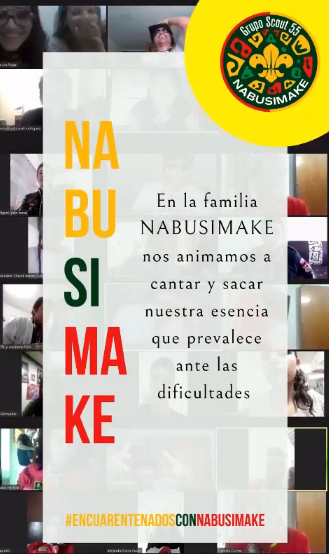 Grupo Scout 55
NABUSIMAKE
NA
BU
SI
MA
KE
En la familia
NABUSIMAKE
nos animamos a
cantar y sacar
nuestra esencia
que prevalece
ante las
dificultades
#ENCUARENTENADOSCONNABUSIMAKE